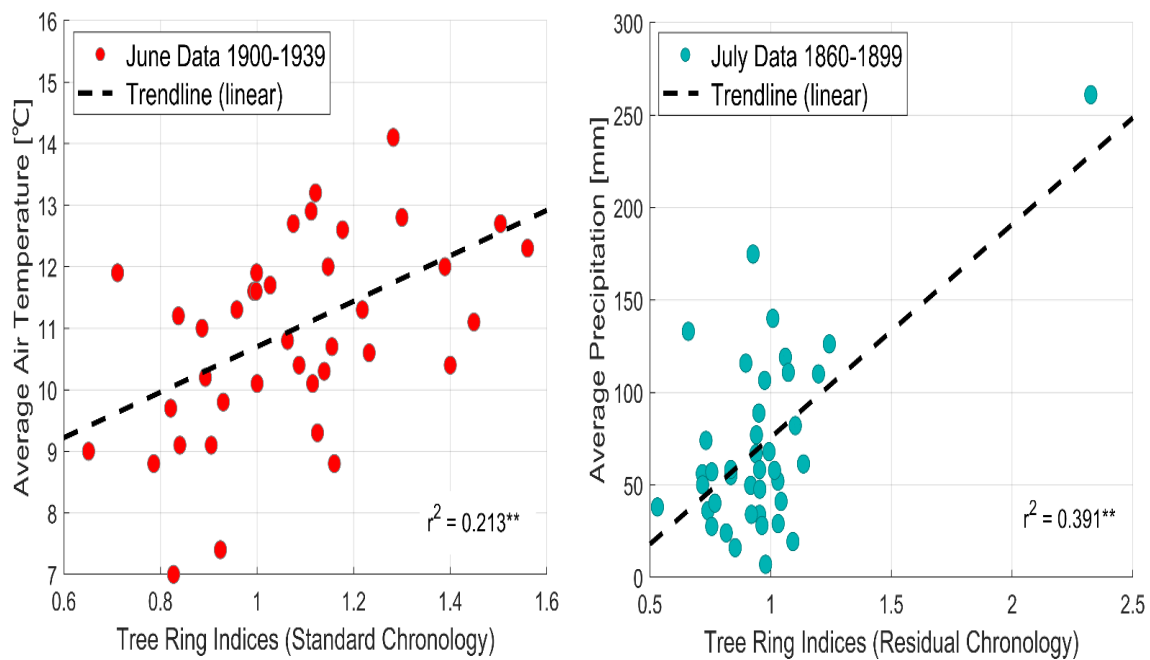 June Data 1900-1939
Trendline (linear)
Average Air Temperature [°C]
16
15
14
13
12
11
10
9
8
7
r² = 0.213**
0.6
0.8
1
1.2
1.4
1.6
Tree Ring Indices (Standard Chronology)
July Data 1860-1899
Trendline (linear)
Average Precipitation [mm]
300
250
200
150
100
50
0
r² = 0.391**
0.5
1
1.5
2
2.5
Tree Ring Indices (Residual Chronology)